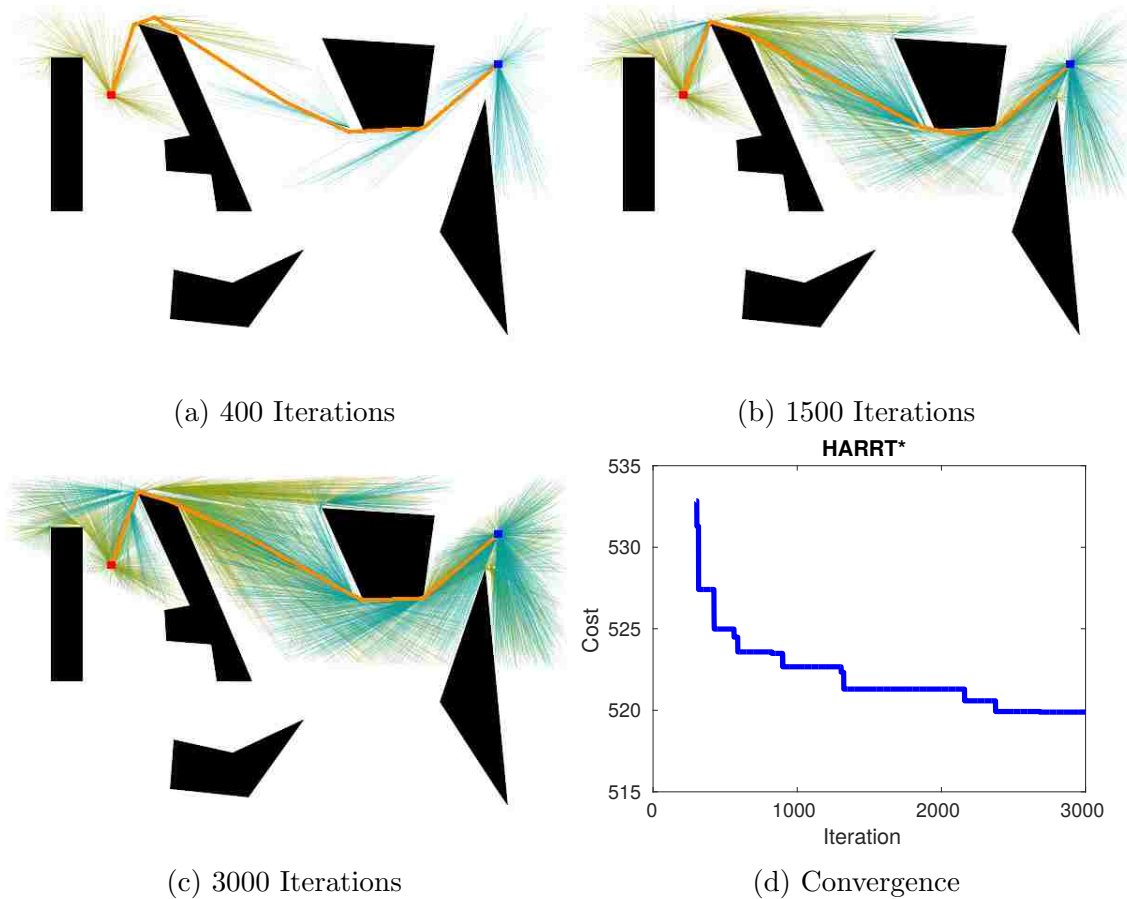 (a) 400 Iterations
(b) 1500 Iterations
HARRT*
535
530
525
520
515
Cost
0
1000
2000
3000
Iteration
(c) 3000 Iterations
(d) Convergence